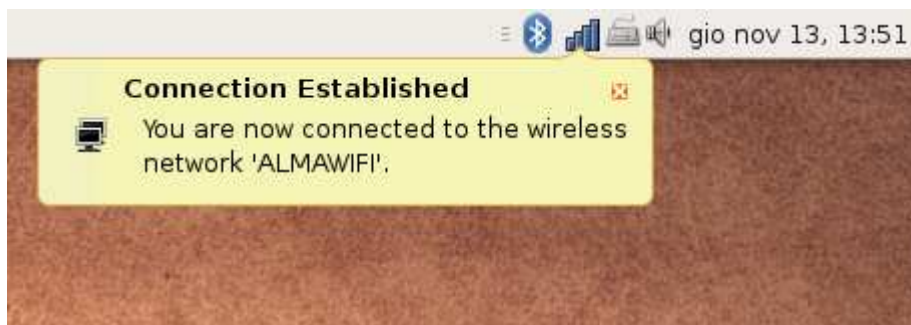 gio nov 13, 13:51
Connection Established
You are now connected to the wireless
network 'ALMAWIFI'.